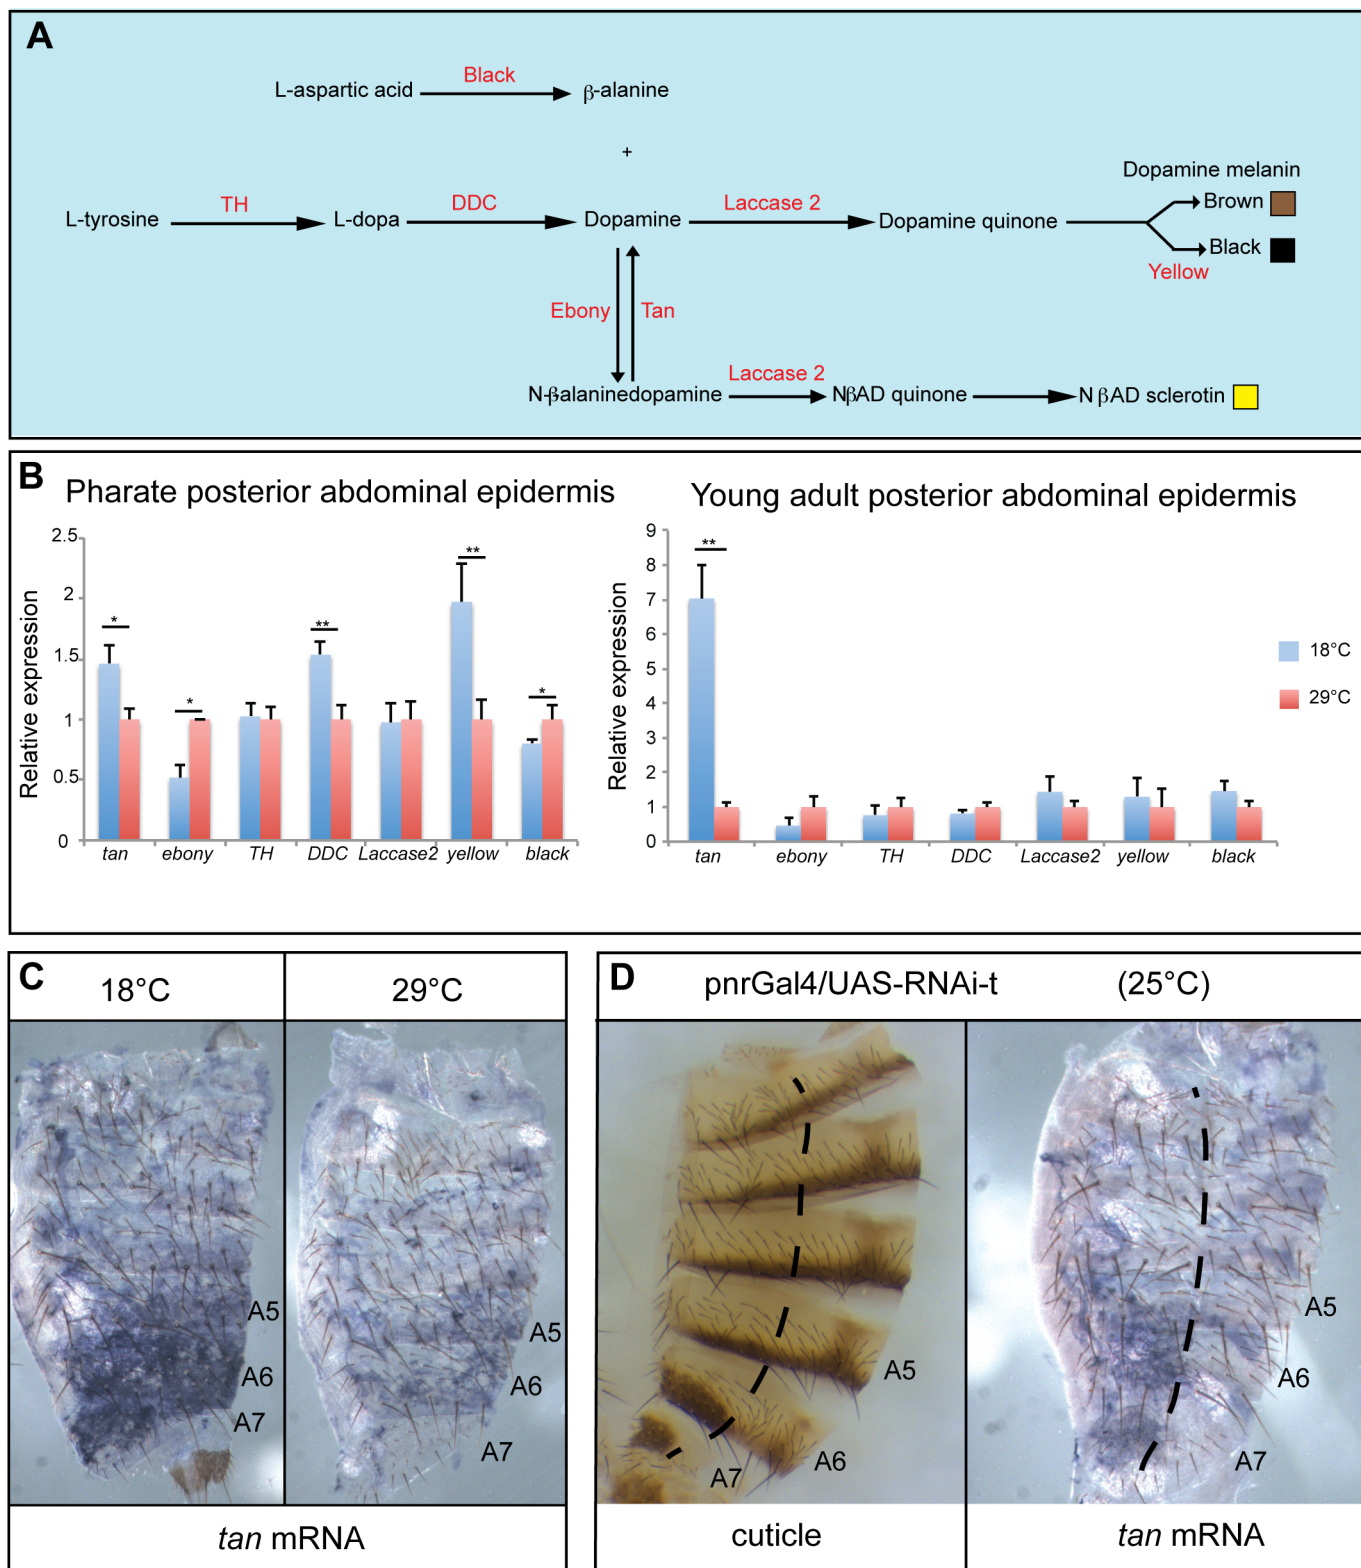 A
L-aspartic acid
Black
β-alanine
+
Dopamine melanin
L-tyrosine
TH
L-dopa
DDC
Dopamine
Laccase 2
Dopamine quinone
Brown
Black
Yellow
Ebony
Tan
N-β-alaninedopamine
Laccase 2
NβAD quinone
N βAD sclerotin
B
Pharate posterior abdominal epidermis
Relative expression
2.5
2
1.5
1
0.5
0
*
*
**
**
*
tan ebony TH DDC Laccase2 yellow black
Young adult posterior abdominal epidermis
Relative expression
9
8
7
6
5
4
3
2
1
0
**
tan ebony TH DDC Laccase2 yellow black
18°C
29°C
C
18°C
29°C
A5
A6
A7
A5
A6
A7
tan mRNA
D
pnrGal4/UAS-RNAi-t (25°C)
A5
A6
A7
A5
A6
A7
cuticle
tan mRNA